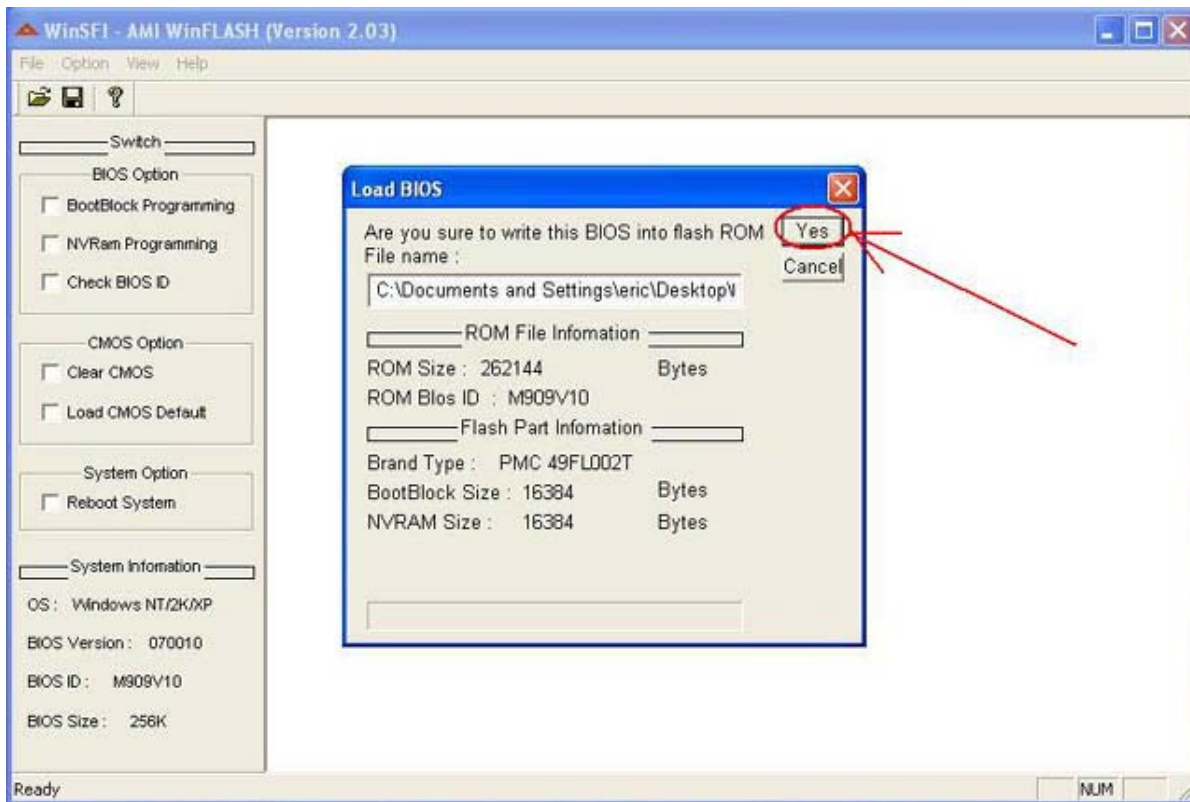 WinSFI - AMI WinFLASH (Version 2.03)
File Option View Help
Switch
BIOS Option
BootBlock Programming
NVRam Programming
Check BIOS ID
CMOS Option
Clear CMOS
Load CMOS Default
System Option
Reboot System
System Infomation
OS : Windows NT/2K/XP
BIOS Version : 070010
BIOS ID : M909V10
BIOS Size : 256K
Load BIOS
Are you sure to write this BIOS into flash ROM
File name :
C:\Documents and Settings\eric\Desktop\
Yes
Cancel
ROM File Infomation
ROM Size : 262144 Bytes
ROM BIos ID : M909V10
Flash Part Infomation
Brand Type : PMC 49FL002T
BootBlock Size : 16384 Bytes
NVRAM Size : 16384 Bytes
Ready
NUM